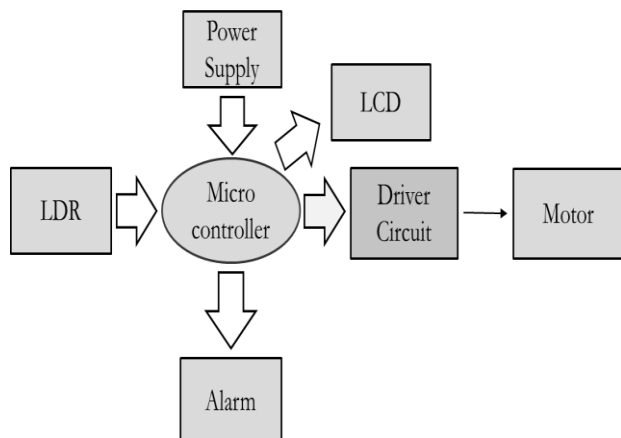 Power
Supply
LCD
LDR
Micro
controller
Driver
Circuit
Motor
Alarm